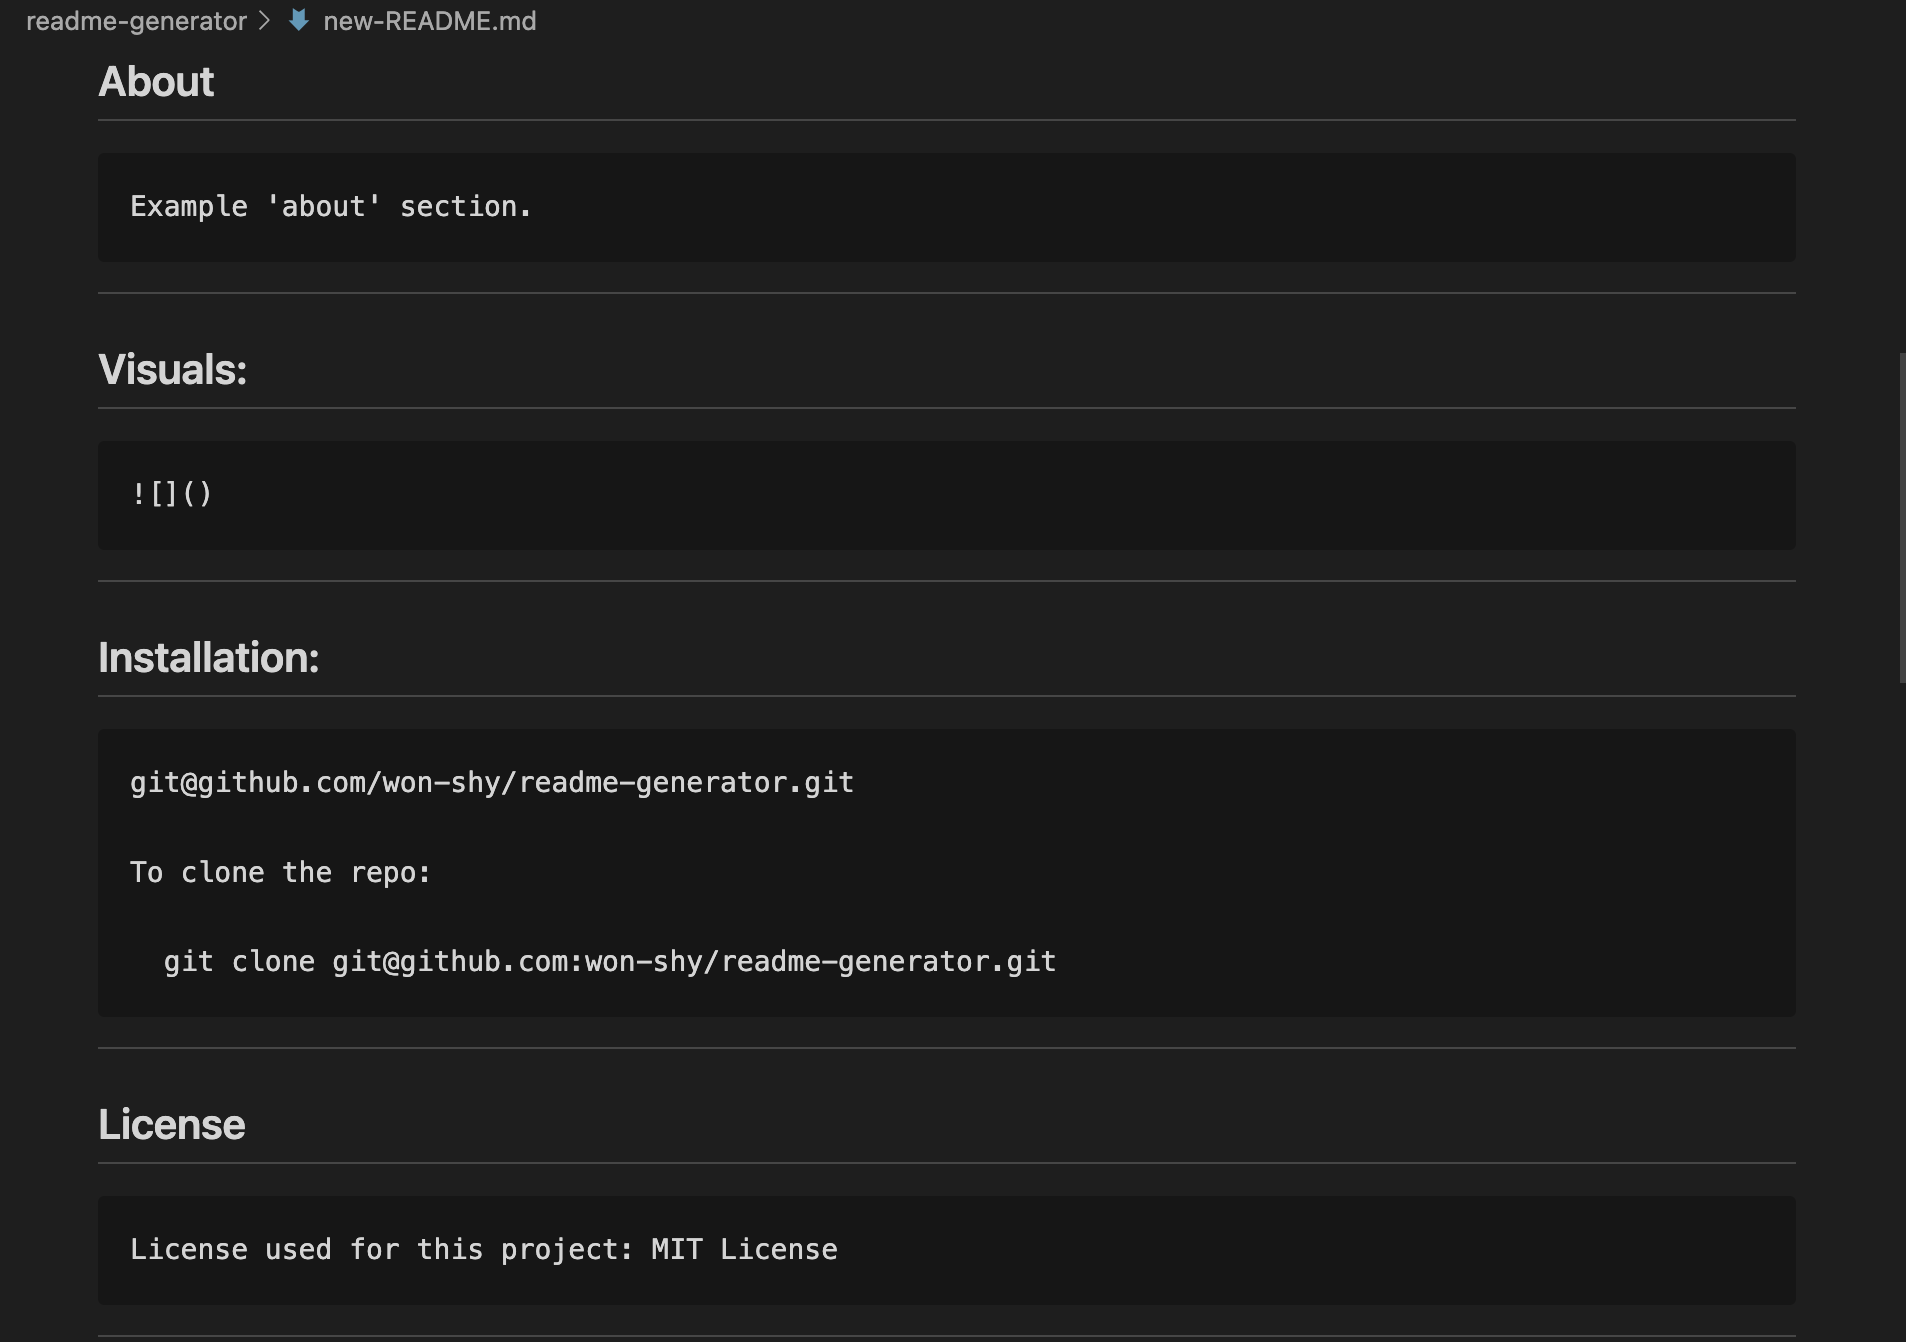 readme-generator > new-README.md
About
Example 'about' section.
Visuals:
![]()
Installation:
git@github.com/won-shy/readme-generator.git
To clone the repo:
git clone git@github.com:won-shy/readme-generator.git
License
License used for this project: MIT License